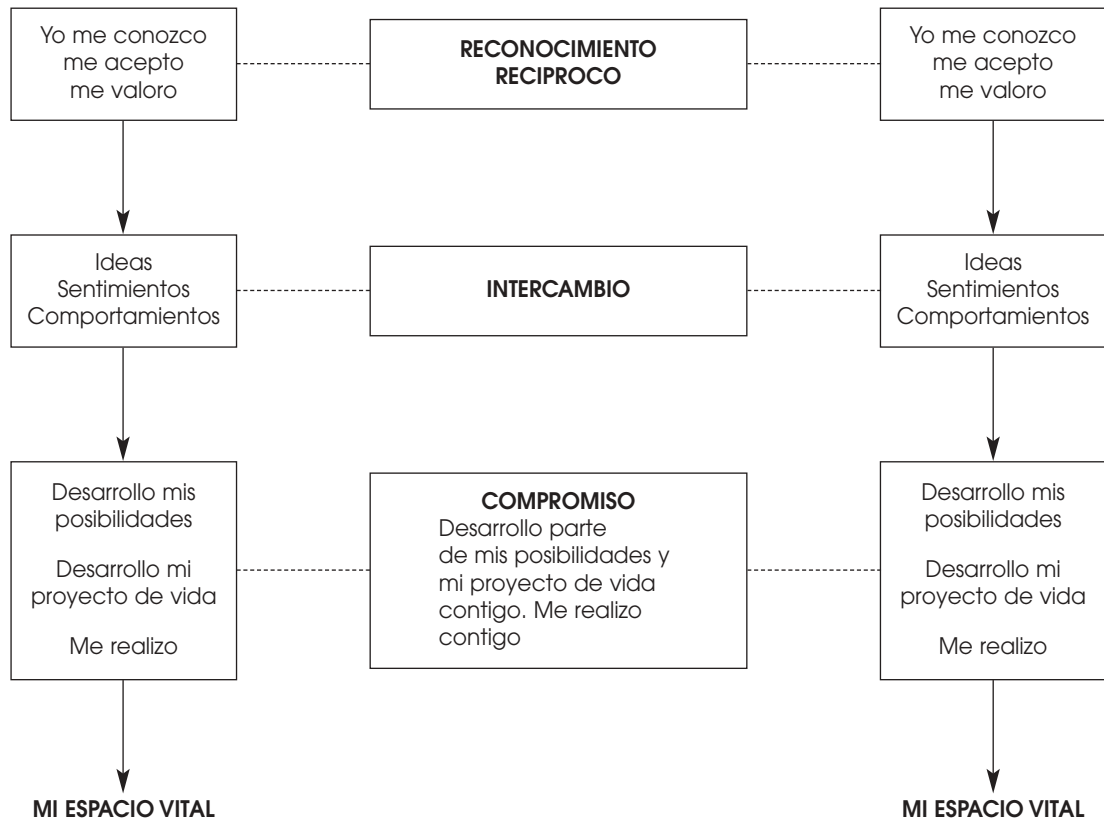 Yo me conozco
me acepto
me valoro
RECONOCIMIENTO
RECIPROCO
Yo me conozco
me acepto
me valoro
Ideas
Sentimientos
Comportamientos
INTERCAMBIO
Ideas
Sentimientos
Comportamientos
Desarrollo mis
posibilidades
Desarrollo mi
proyecto de vida
Me realizo
COMPROMISO
Desarrollo parte
de mis posibilidades y
mi proyecto de vida
contigo. Me realizo
contigo
Desarrollo mis
posibilidades
Desarrollo mi
proyecto de vida
Me realizo
MI ESPACIO VITAL
MI ESPACIO VITAL